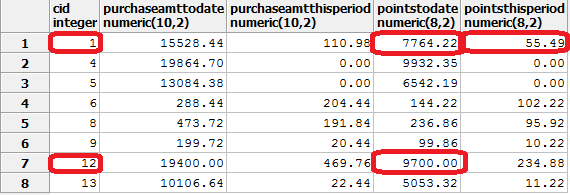 cid purchaseamttodate purchaseamtthisperiod pointstodate pointsthisperiod
integer numeric(10,2) numeric(10,2) numeric(8,2) numeric(8,2)
1 1 15528.44 110.98 7764.22 55.49
2 4 19864.70 0.00 9932.35 0.00
3 5 13084.38 0.00 6542.19 0.00
4 6 288.44 204.44 144.22 102.22
5 8 473.72 191.84 236.86 95.92
6 9 199.72 20.44 99.86 10.22
7 12 19400.00 469.76 9700.00 234.88
8 13 10106.64 22.44 5053.32 11.22